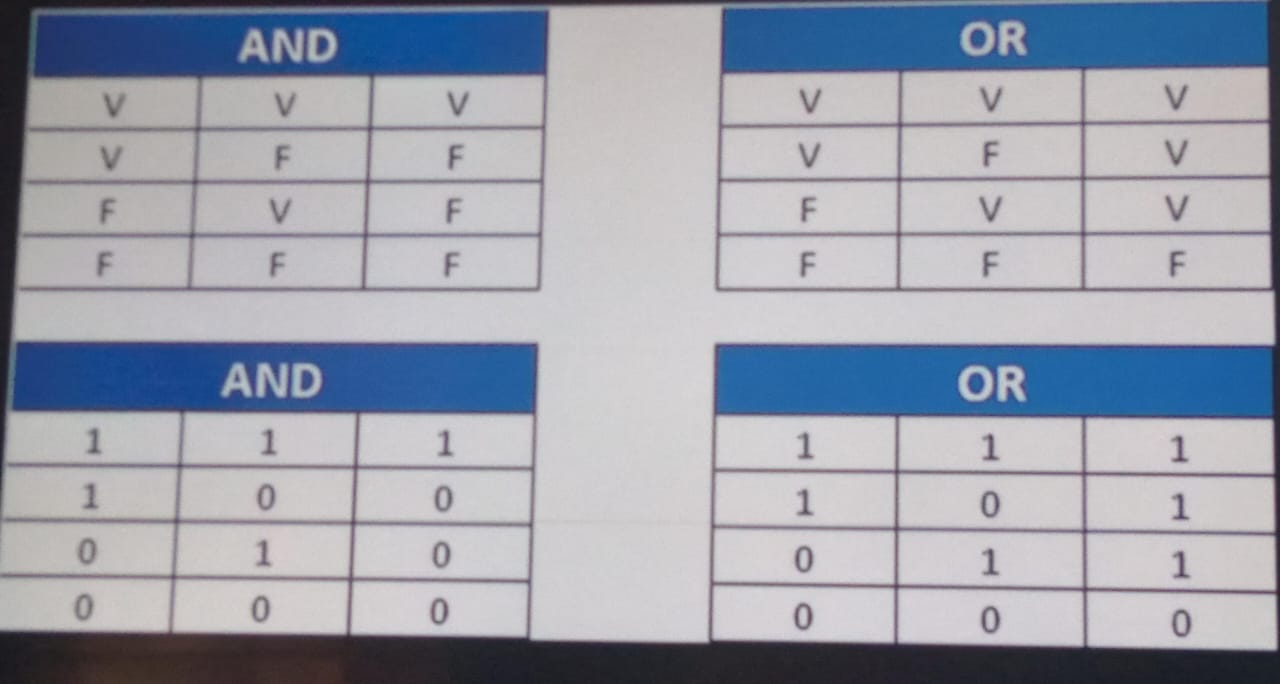 AND
V V V
V F F
F V F
F F F
OR
V V V
V F V
F V V
F F F
AND
1 1 1
1 0 0
0 1 0
0 0 0
OR
1 1 1
1 0 1
0 1 1
0 0 0